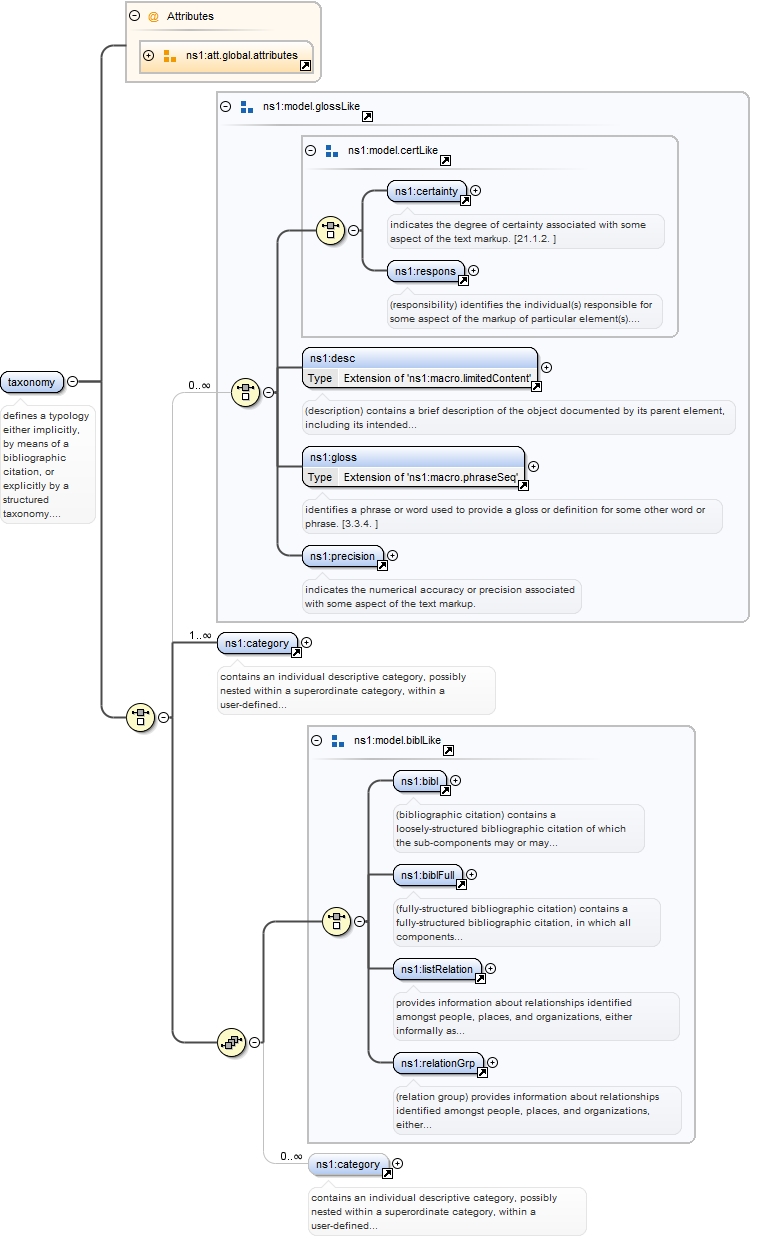 Attributes
ns1:att.global.attributes
ns1:model.glossLike
ns1:model.certLike
ns1:certainty
indicates the degree of certainty associated with some
aspect of the text markup. [21.1.2. ]
ns1:respons
(responsibility) identifies the individual(s) responsible for
some aspect of the markup of particular element(s)....
taxonomy
defines a typology
either implicitly,
by means of a
bibliographic
citation, or
explicitly by a
structured
taxonomy....
0..∞
ns1:desc
Type Extension of 'ns1:macro.limitedContent'
(description) contains a brief description of the object documented by its parent element,
including its intended...
ns1:gloss
Type Extension of 'ns1:macro.phraseSeq'
identifies a phrase or word used to provide a gloss or definition for some other word or
phrase. [3.3.4. ]
ns1:precision
indicates the numerical accuracy or precision associated
with some aspect of the text markup.
1..∞
ns1:category
contains an individual descriptive category, possibly
nested within a superordinate category, within a
user-defined...
ns1:model.biblLike
ns1:bibl
(bibliographic citation) contains a
loosely-structured bibliographic citation of which
the sub-components may or may...
ns1:biblFull
(fully-structured bibliographic citation) contains a
fully-structured bibliographic citation, in which all
components...
ns1:listRelation
provides information about relationships identified
amongst people, places, and organizations, either
informally as...
ns1:relationGrp
(relation group) provides information about relationships
identified amongst people, places, and organizations,
either...
0..∞
ns1:category
contains an individual descriptive category, possibly
nested within a superordinate category, within a
user-defined...